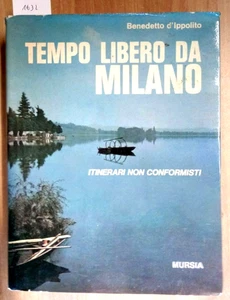 Benedetto d'Ippolito
TEMPO LIBERO DA
MILANO
ITINERARI NON CONFORMISTI
MURSIA